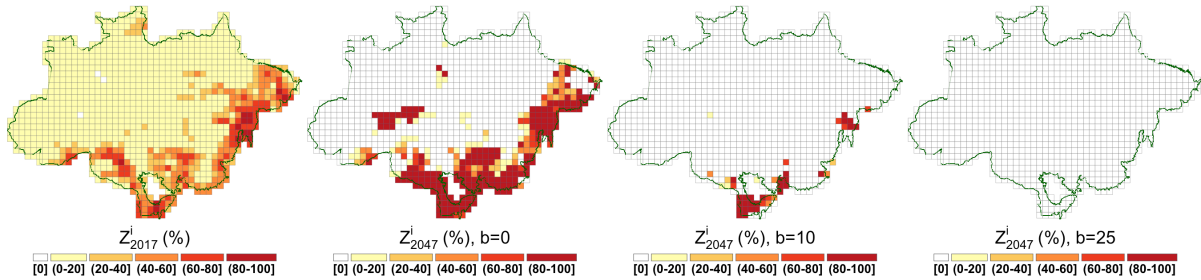 Z^i_2017 (%)
[0] (0-20] (20-40] (40-60] (60-80] (80-100]
Z^i_2047 (%), b=0
[0] (0-20] (20-40] (40-60] (60-80] (80-100]
Z^i_2047 (%), b=10
[0] (0-20] (20-40] (40-60] (60-80] (80-100]
Z^i_2047 (%), b=25
[0] (0-20] (20-40] (40-60] (60-80] (80-100]